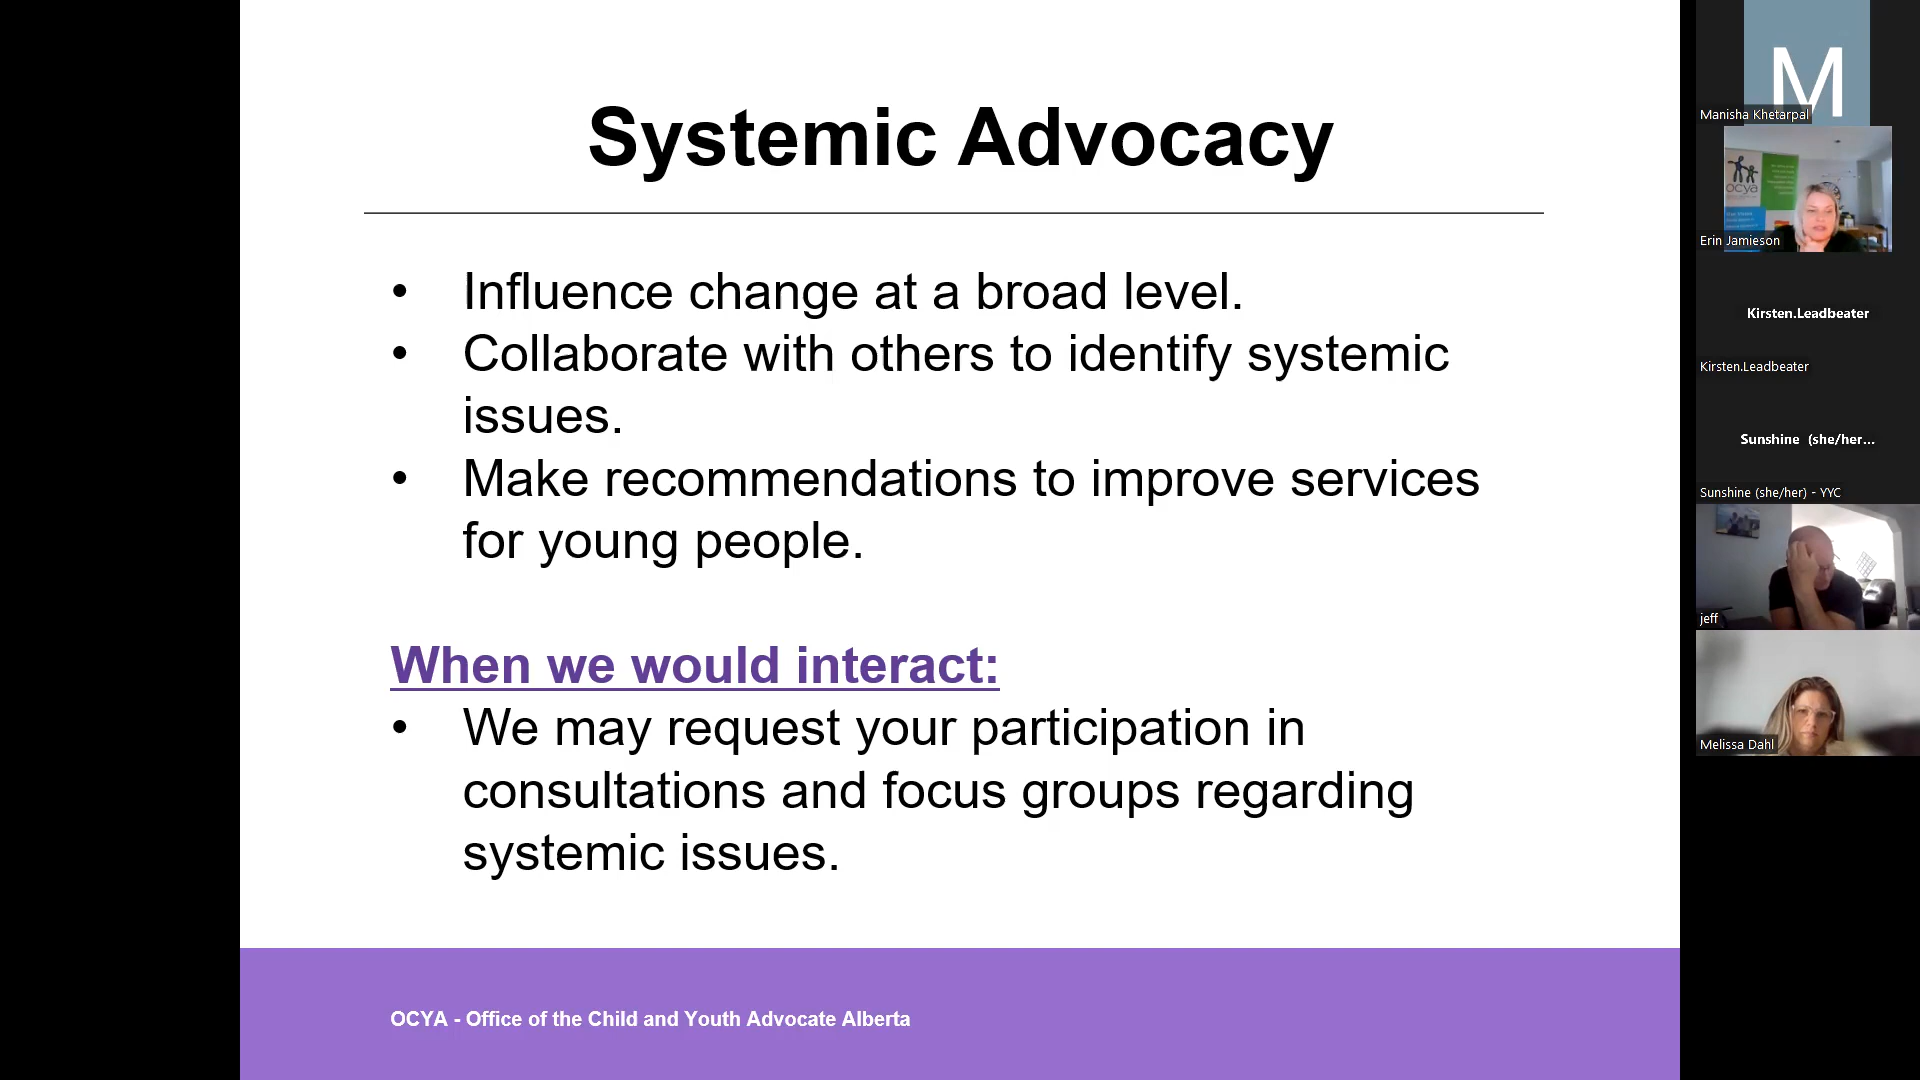 Systemic Advocacy
• Influence change at a broad level.
• Collaborate with others to identify systemic
issues.
• Make recommendations to improve services
for young people.
When we would interact:
• We may request your participation in
consultations and focus groups regarding
systemic issues.
OCYA - Office of the Child and Youth Advocate Alberta
M
Manisha Khetarpal
ocya
Erin Jamieson
Kirsten.Leadbeater
Kirsten.Leadbeater
Sunshine (she/her...
Sunshine (she/her) - YYC
jeff
Melissa Dahl